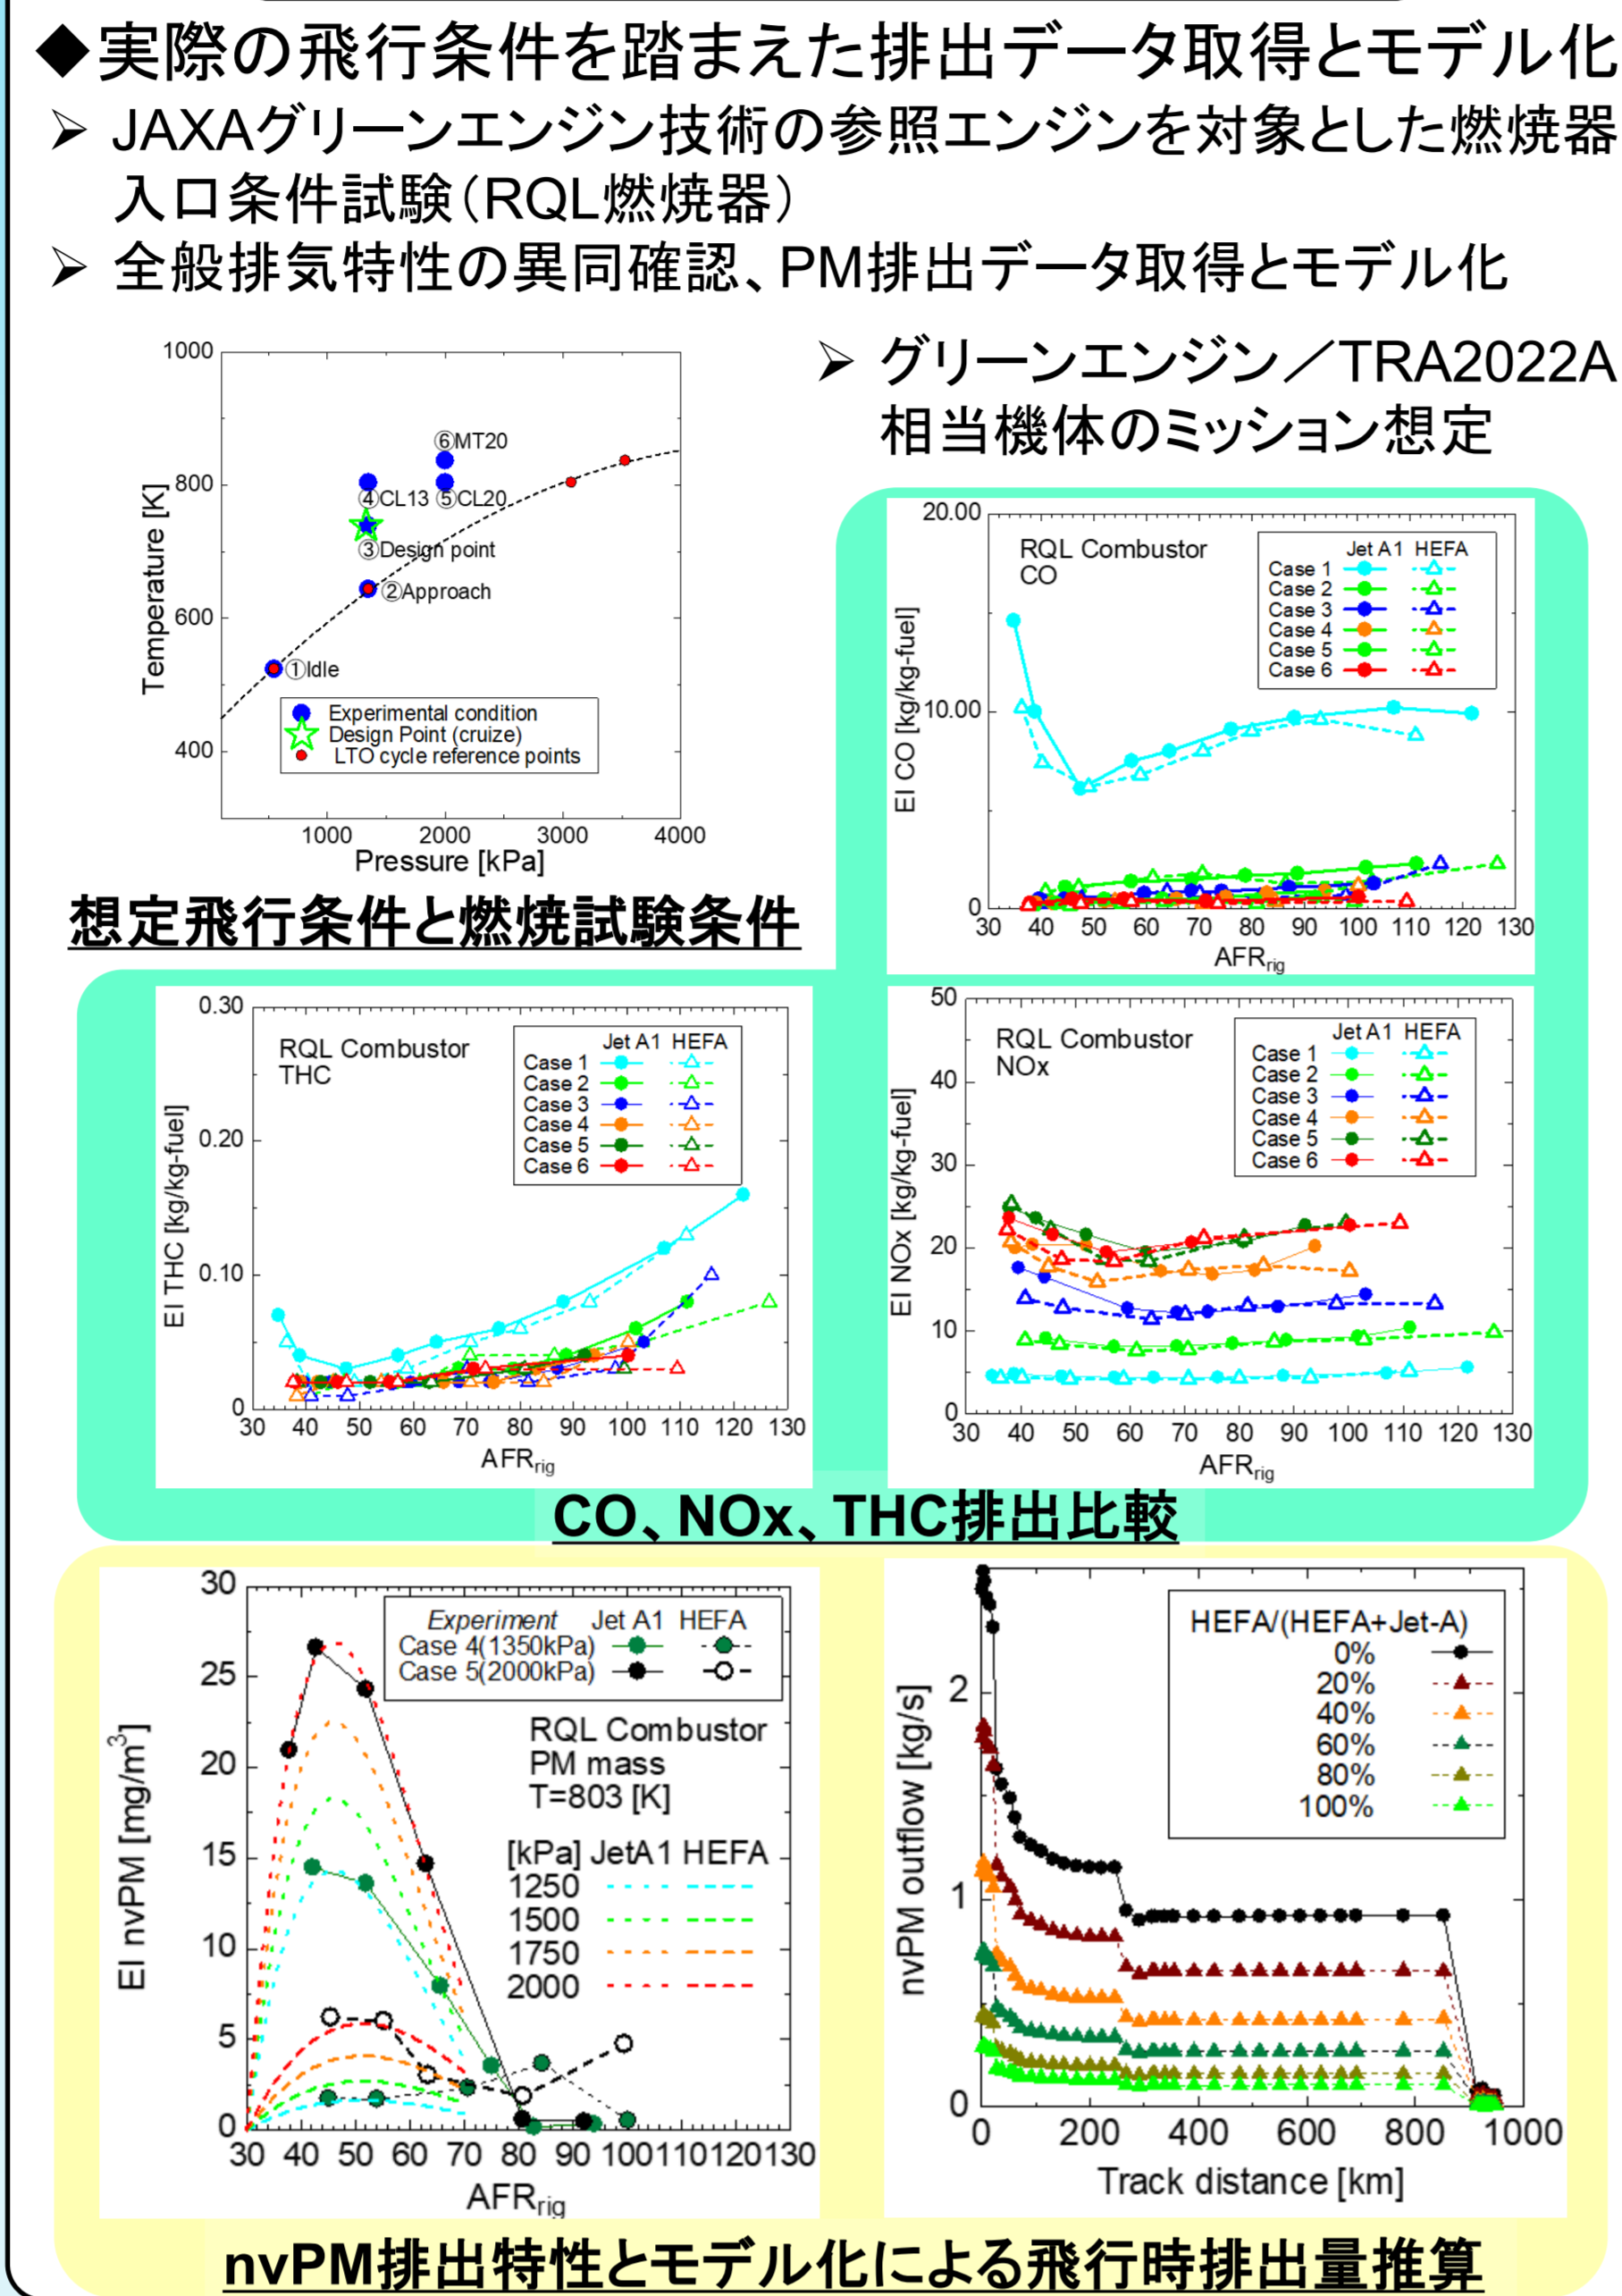 ◆実際の飛行条件を踏まえた排出データ取得とモデル化
➢ JAXAグリーンエンジン技術の参照エンジンを対象とした燃焼器
入口条件試験（RQL燃焼器）
➢ 全般排気特性の異同確認、PM排出データ取得とモデル化
➢ グリーンエンジン／TRA2022A
相当機体のミッション想定
1000
800
600
400
Temperature [K]
⑥MT20
④CL13 ⑤CL20
③Design point
②Approach
①Idle
Experimental condition
Design Point (cruize)
LTO cycle reference points
1000 2000 3000 4000
Pressure [kPa]
想定飛行条件と燃焼試験条件
20.00
10.00
0
EI CO [kg/kg-fuel]
RQL Combustor
CO
Jet A1 HEFA
Case 1
Case 2
Case 3
Case 4
Case 5
Case 6
30 40 50 60 70 80 90 100 110 120 130
AFRrig
0.30
0.20
0.10
0
EI THC [kg/kg-fuel]
RQL Combustor
THC
Jet A1 HEFA
Case 1
Case 2
Case 3
Case 4
Case 5
Case 6
30 40 50 60 70 80 90 100 110 120 130
AFRrig
50
40
30
20
10
0
EI NOx [kg/kg-fuel]
RQL Combustor
NOx
Jet A1 HEFA
Case 1
Case 2
Case 3
Case 4
Case 5
Case 6
30 40 50 60 70 80 90 100 110 120 130
AFRrig
CO、NOx、THC排出比較
30
25
20
15
10
5
0
EI nvPM [mg/m³]
Experiment Jet A1 HEFA
Case 4(1350kPa)
Case 5(2000kPa)
RQL Combustor
PM mass
T=803 [K]
[kPa] JetA1 HEFA
1250
1500
1750
2000
30 40 50 60 70 80 90 100110120130
AFRrig
2
1
0
nvPM outflow [kg/s]
HEFA/(HEFA+Jet-A)
0%
20%
40%
60%
80%
100%
0 200 400 600 800 1000
Track distance [km]
nvPM排出特性とモデル化による飛行時排出量推算